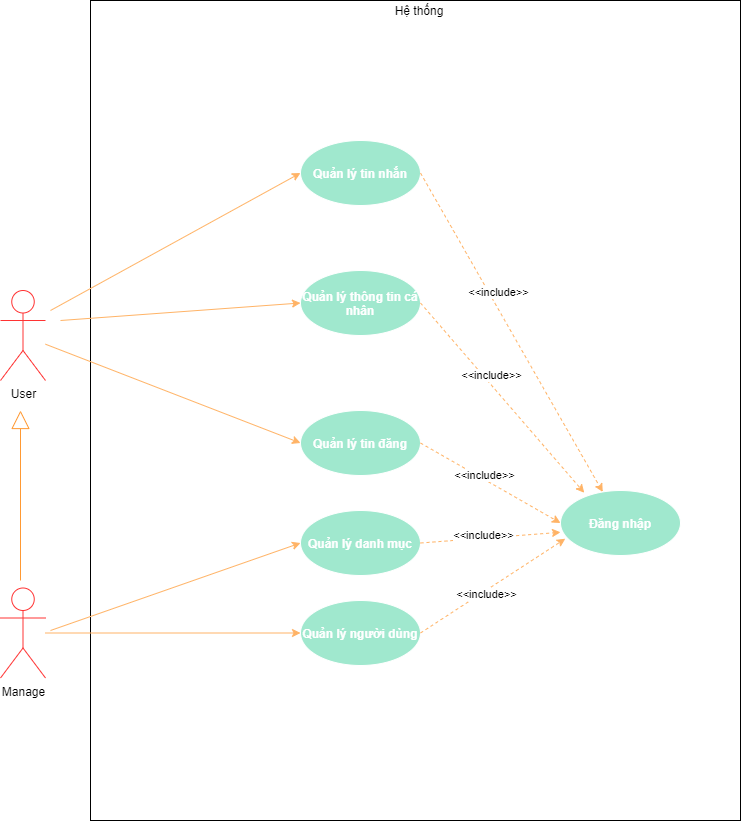 Hệ thống
Quản lý tin nhắn
<<include>>
Quản lý thông tin cá
nhân
<<include>>
User
Quản lý tin đăng
<<include>>
Đăng nhập
Quản lý danh mục
<<include>>
<<include>>
Quản lý người dùng
Manage